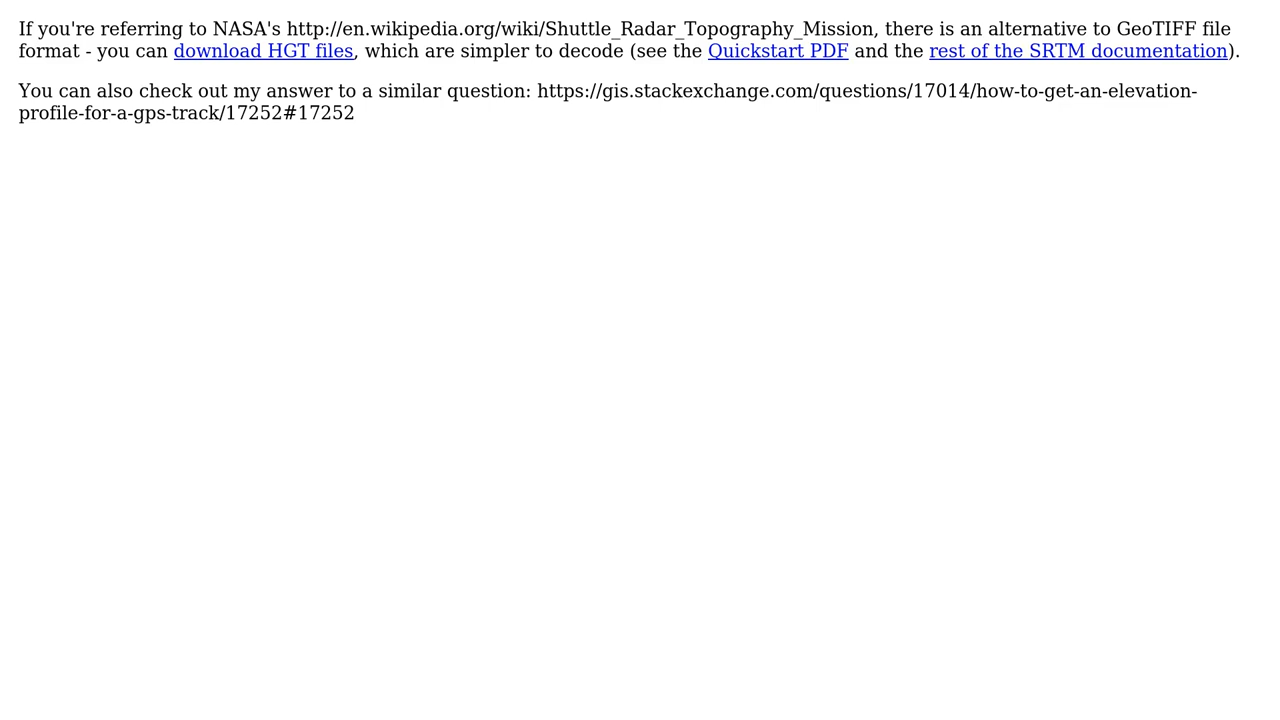 If you're referring to NASA's http://en.wikipedia.org/wiki/Shuttle_Radar_Topography_Mission, there is an alternative to GeoTIFF file
format - you can download HGT files, which are simpler to decode (see the Quickstart PDF and the rest of the SRTM documentation).
You can also check out my answer to a similar question: https://gis.stackexchange.com/questions/17014/how-to-get-an-elevation-
profile-for-a-gps-track/17252#17252